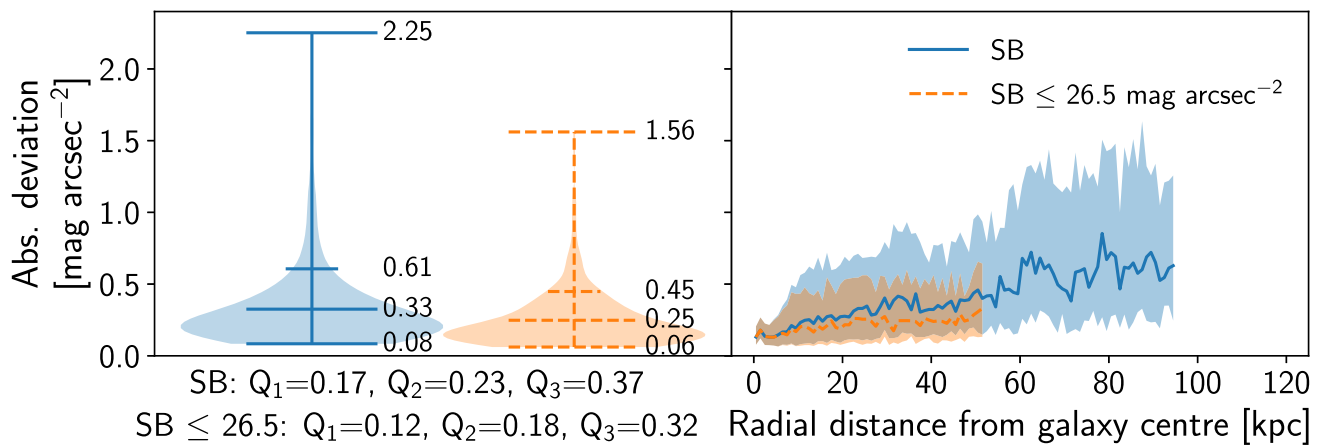 Abs. deviation
[mag arcsec⁻²]
2.0
1.5
1.0
0.5
0.0
2.25
0.61
0.33
0.08
1.56
0.45
0.25
0.06
SB: Q₁=0.17, Q₂=0.23, Q₃=0.37
SB ≤ 26.5: Q₁=0.12, Q₂=0.18, Q₃=0.32
SB
SB ≤ 26.5 mag arcsec⁻²
0 20 40 60 80 100 120
Radial distance from galaxy centre [kpc]